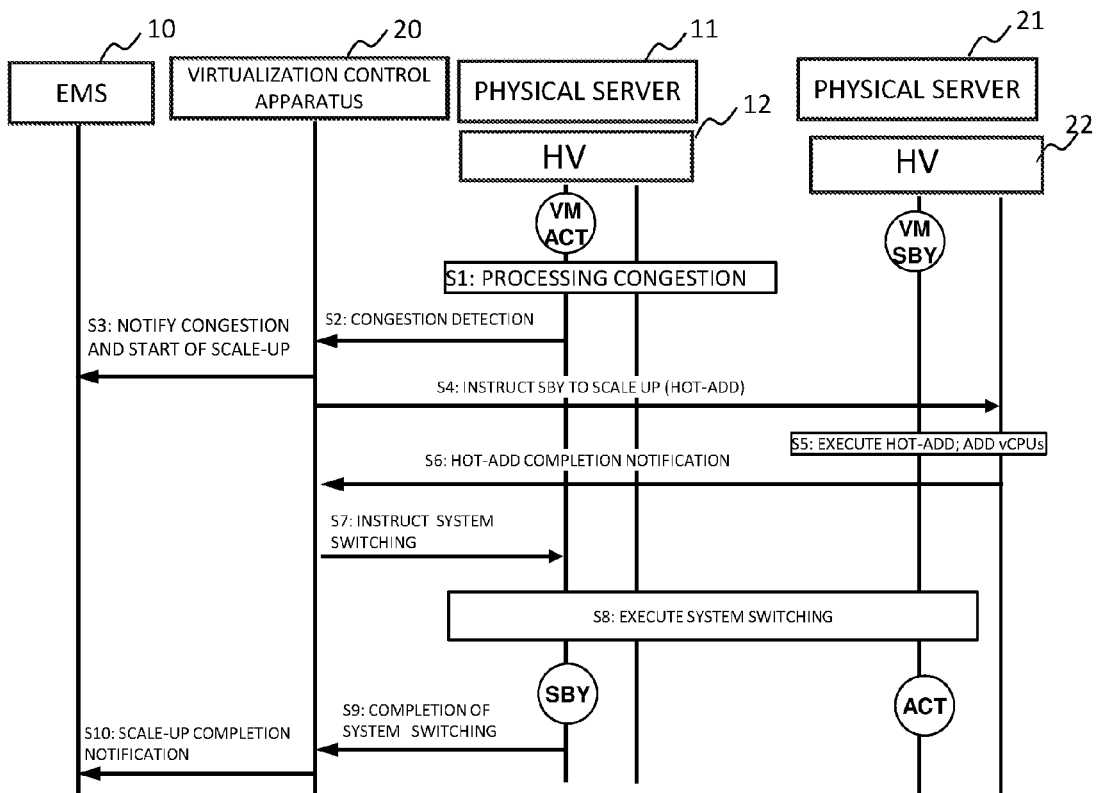 10
20
11
21
EMS
VIRTUALIZATION CONTROL
APPARATUS
PHYSICAL SERVER
PHYSICAL SERVER
12
22
HV
HV
VM
ACT
VM
SBY
S1: PROCESSING CONGESTION
S2: CONGESTION DETECTION
S3: NOTIFY CONGESTION
AND START OF SCALE-UP
S4: INSTRUCT SBY TO SCALE UP (HOT-ADD)
S5: EXECUTE HOT-ADD; ADD vCPUs
S6: HOT-ADD COMPLETION NOTIFICATION
S7: INSTRUCT SYSTEM
SWITCHING
S8: EXECUTE SYSTEM SWITCHING
SBY
ACT
S9: COMPLETION OF
SYSTEM SWITCHING
S10: SCALE-UP COMPLETION
NOTIFICATION